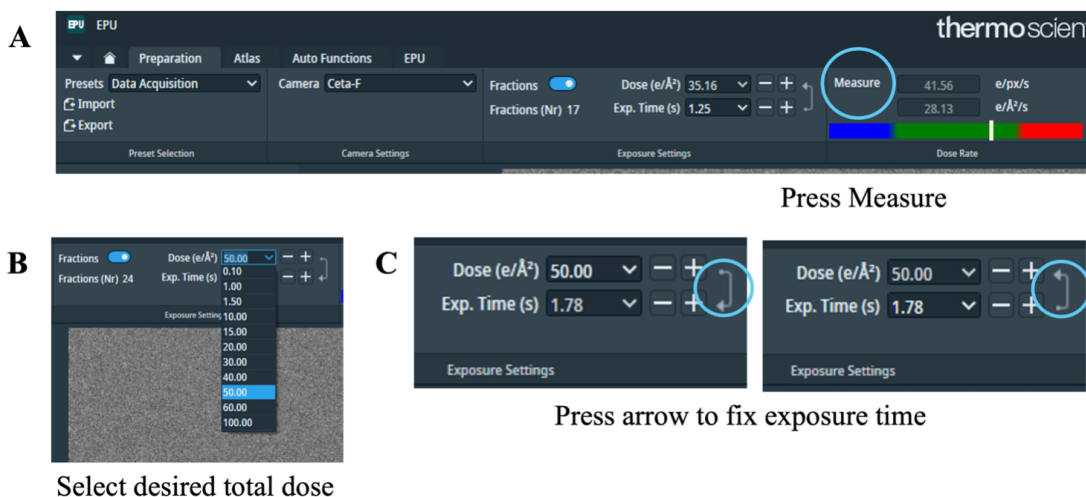 A
EPU EPU
thermoscient
Preparation Atlas Auto Functions EPU
Presets Data Acquisition
Import
Export
Preset Selection
Camera Ceta-F
Camera Settings
Fractions Dose (e/Å²) 35.16
Fractions (Nr) 17 Exp. Time (s) 1.25
Exposure Settings
Measure 41.56 e/px/s
28.13 e/Å²/s
Dose Rate
Press Measure
B
Fractions Dose (e/Å²) 50.00
Fractions (Nr) 24 Exp. Time (s)
0.10
1.00
1.50
10.00
15.00
20.00
30.00
40.00
50.00
60.00
100.00
Exposure Setting
Select desired total dose
C
Dose (e/Å²) 50.00
Exp. Time (s) 1.78
Exposure Settings
Dose (e/Å²) 50.00
Exp. Time (s) 1.78
Exposure Settings
Press arrow to fix exposure time